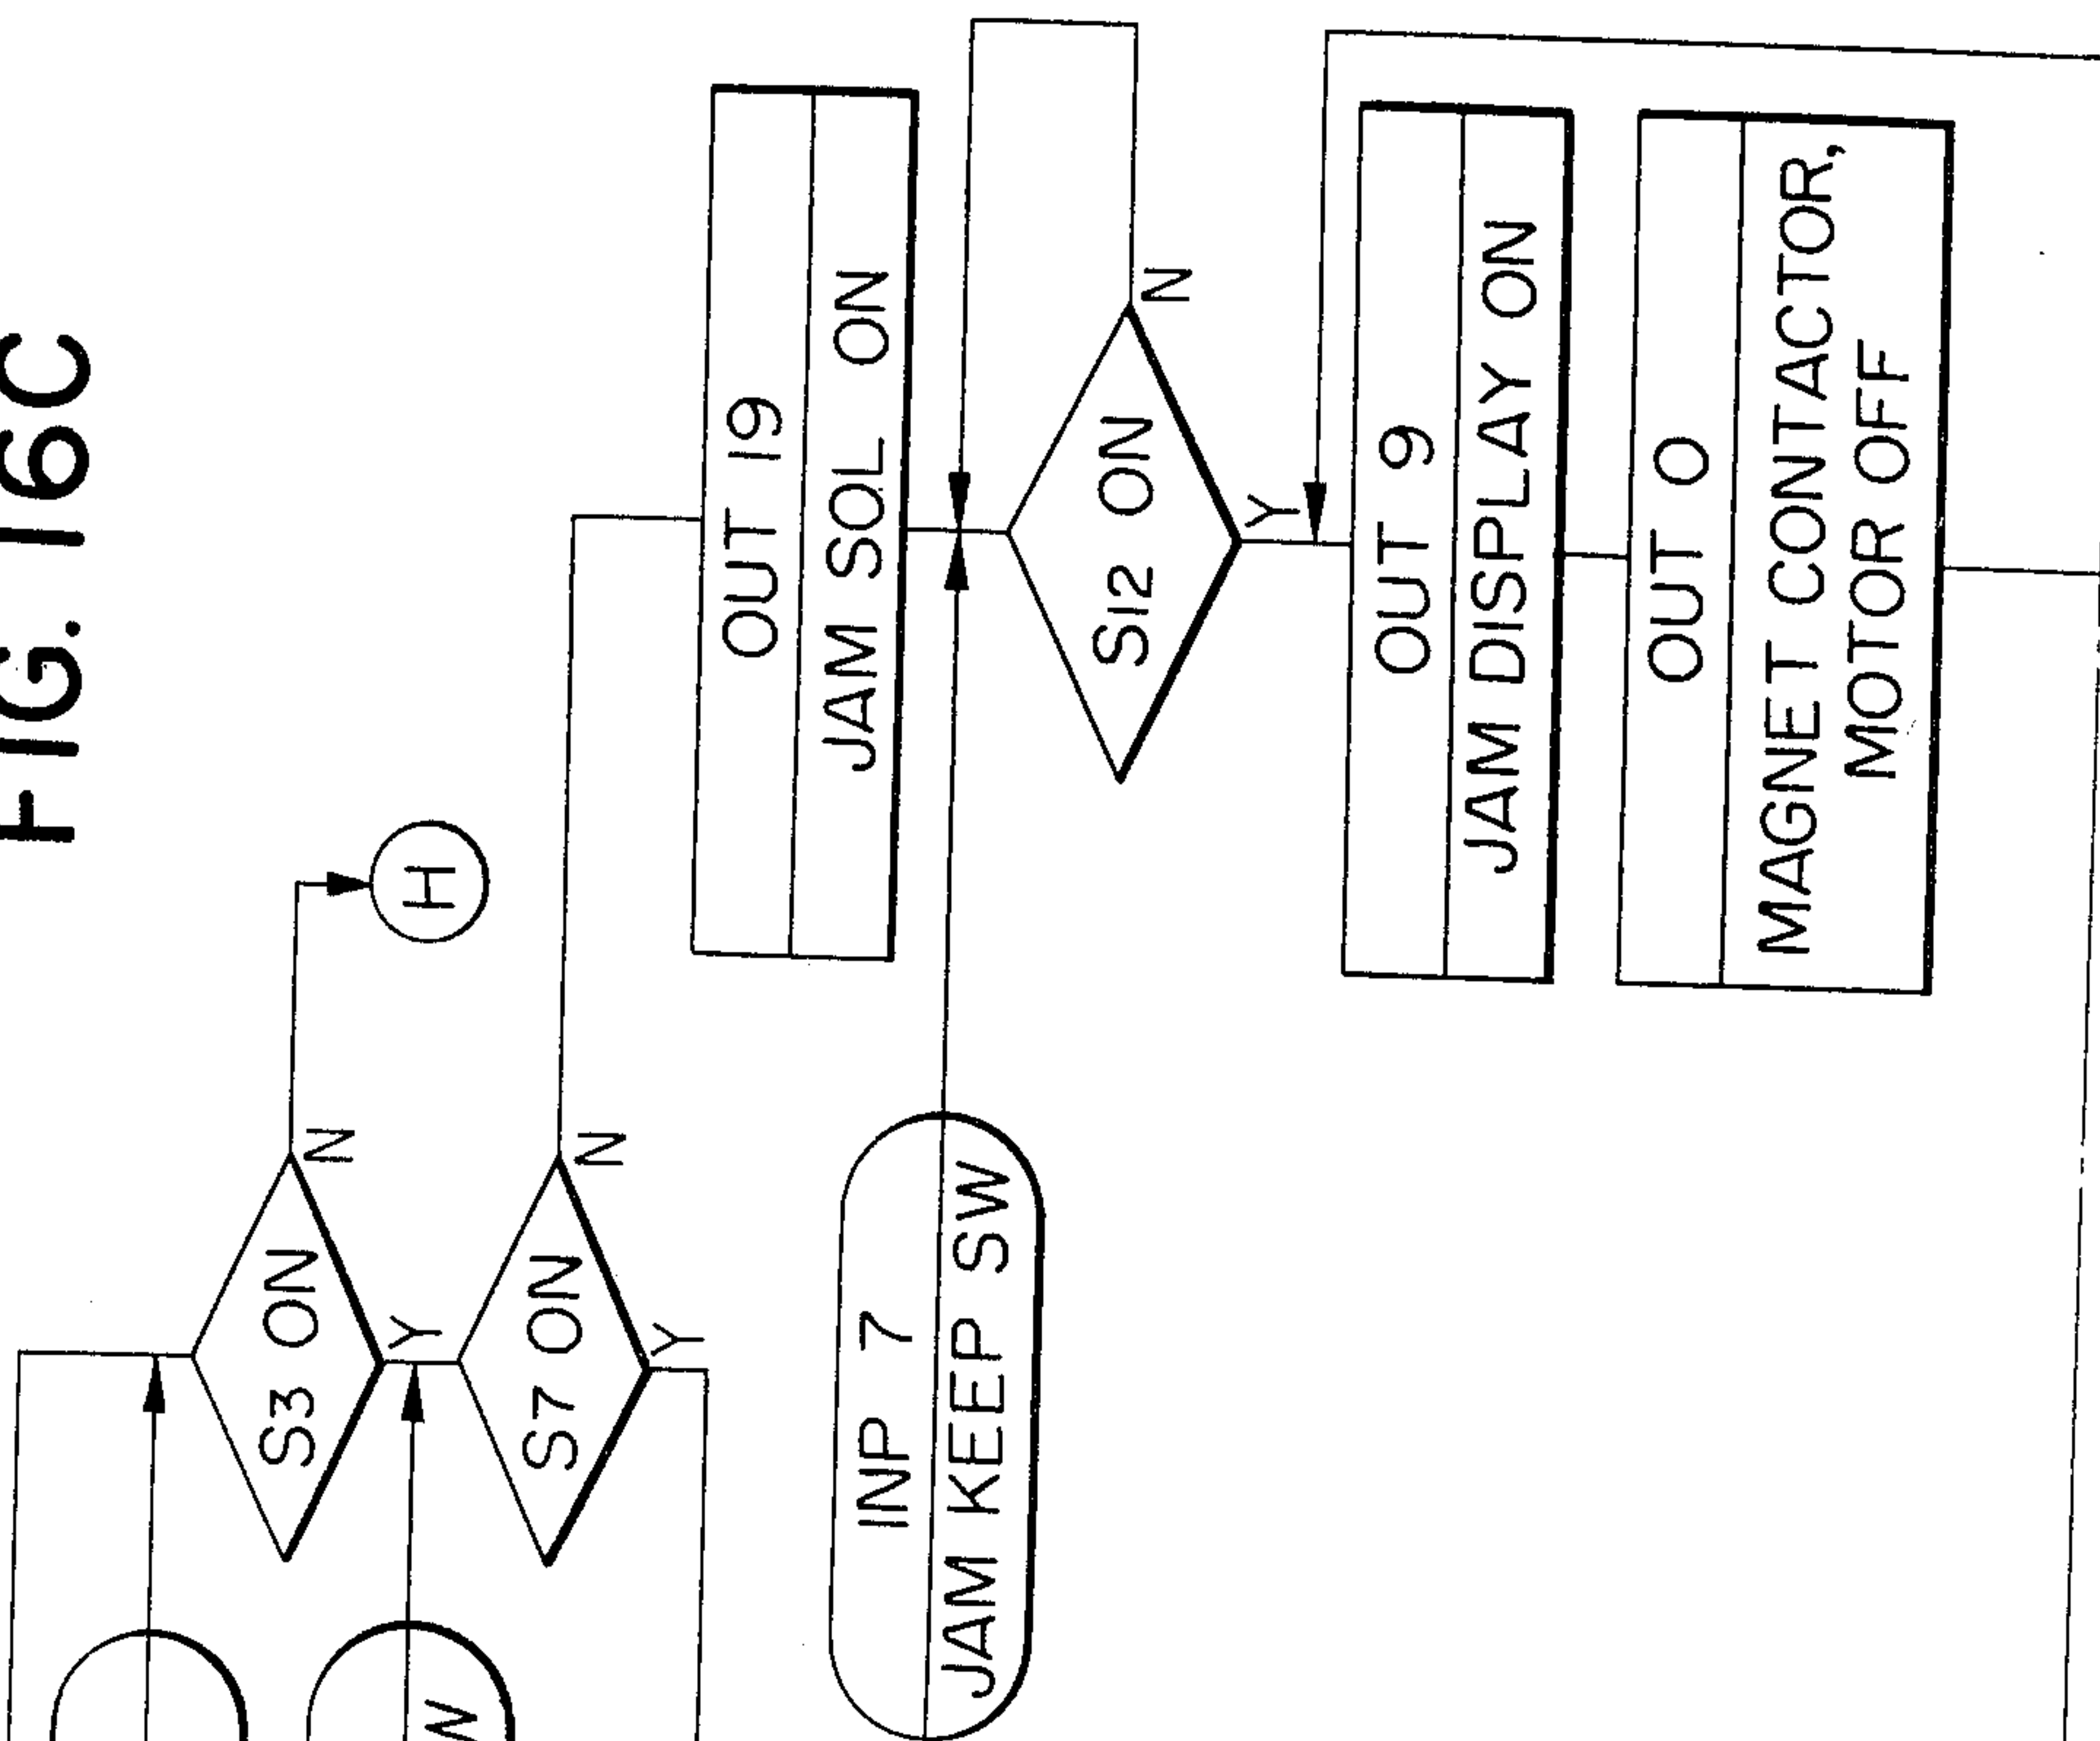 FIG. 16C
S3 ON
N
H
Y
S7 ON
N
Y
W
OUT 19
JAM SOL ON
INP 7
JAM KEEP SW
S12 ON
N
Y
OUT 9
JAM DISPLAY ON
OUT 0
MAGNET CONTACTOR,
MOTOR OFF